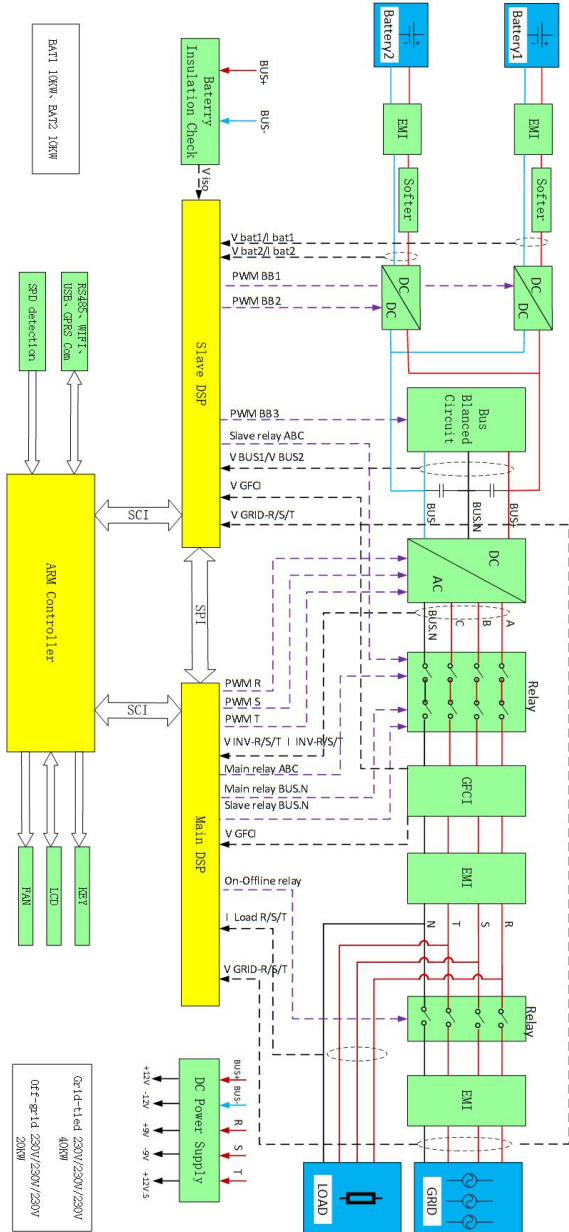 Battery1
Battery2
EMI
EMI
Softer
Softer
DC
DC
DC
DC
Bus
Blanced
Circuit
BUS+
BUS.N
BUS-
DC
AC
A
B
C
BUS.N
Relay
GFCI
EMI
R
S
T
N
Relay
EMI
GRID
LOAD
BUS+
BUS-
Baterry
Insulation Check
V iso
V bat1/I bat1
V bat2/I bat2
PWM BB1
PWM BB2
PWM BB3
Slave relay ABC
V BUS1/V BUS2
V GFCI
V GRID-R/S/T
PWM R
PWM S
PWM T
V INV-R/S/T I INV-R/S/T
Main relay ABC
Main relay BUS.N
Slave relay BUS.N
V GFCI
On-Offline relay
I Load R/S/T
V GRID-R/S/T
Slave DSP
SPI
Main DSP
BUS+
BUS-
R
S
T
DC Power Supply
+12V
-12V
+9V
-9V
+12V.S
SCI
SCI
BAT1 10KW、BAT2 10KW
RS485、WIFI、
USB、GPRS Com
SPD detection
ARM Controller
KEY
LCD
FAN
Grid-tied 230V/230V/230V
40KW
Off-grid 230V/230V/230V
20KW